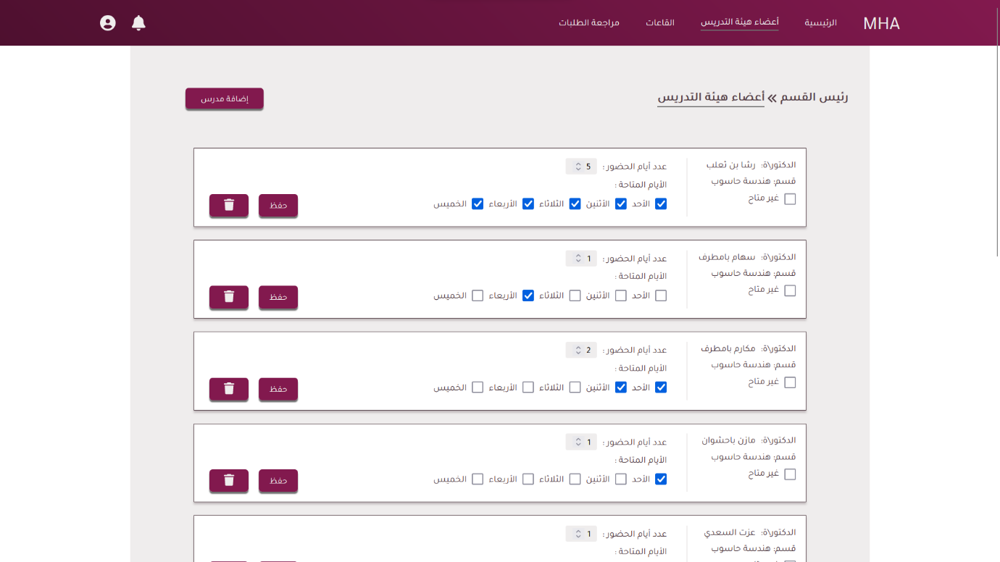 MHA
الرئيسية
أعضاء هيئة التدريس
القاعات
مراجعة الطلبات
رئيس القسم » أعضاء هيئة التدريس
إضافة مدرس
الدكتور\ة: رشا بن ثعلب
قسم: هندسة حاسوب
غير متاح
عدد أيام الحضور : 5
الأيام المتاحة :
الأحد الأثنين الثلاثاء الأربعاء الخميس
حفظ
الدكتور\ة: سهام بامطرف
قسم: هندسة حاسوب
غير متاح
عدد أيام الحضور : 1
الأيام المتاحة :
الأحد الأثنين الثلاثاء الأربعاء الخميس
حفظ
الدكتور\ة: مكارم بامطرف
قسم: هندسة حاسوب
غير متاح
عدد أيام الحضور : 2
الأيام المتاحة :
الأحد الأثنين الثلاثاء الأربعاء الخميس
حفظ
الدكتور\ة: مازن باحشوان
قسم: هندسة حاسوب
غير متاح
عدد أيام الحضور : 1
الأيام المتاحة :
الأحد الأثنين الثلاثاء الأربعاء الخميس
حفظ
الدكتور\ة: عزت السعدي
قسم: هندسة حاسوب
عدد أيام الحضور : 1
الأيام المتاحة :